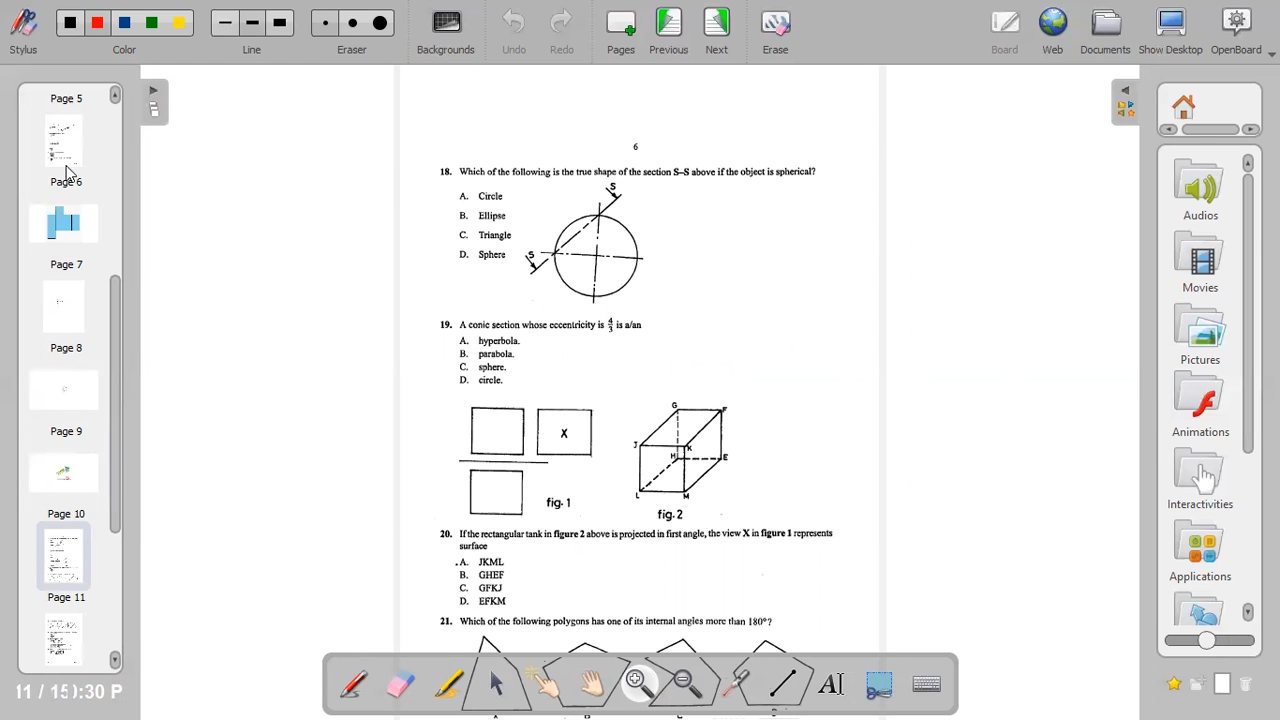 Stylus
Color
Line
Eraser
Backgrounds
Undo
Redo
Pages
Previous
Next
Erase
Board
Web
Documents
Show Desktop
OpenBoard
Page 5
Page 6
Page 7
Page 8
Page 9
Page 10
Page 11
6
18. Which of the following is the true shape of the section S–S above if the object is spherical?
A. Circle
B. Ellipse
C. Triangle
D. Sphere
S
S
19. A conic section whose eccentricity is 4/3 is a/an
A. hyperbola.
B. parabola.
C. sphere.
D. circle.
X
fig. 1
G
F
J
K
H
E
L
M
fig. 2
20. If the rectangular tank in figure 2 above is projected in first angle, the view X in figure 1 represents
surface
A. JKML
B. GHEF
C. GFKJ
D. EFKM
21. Which of the following polygons has one of its internal angles more than 180°?
Audios
Movies
Pictures
Animations
Interactivities
Applications
11 / 15
:30 P